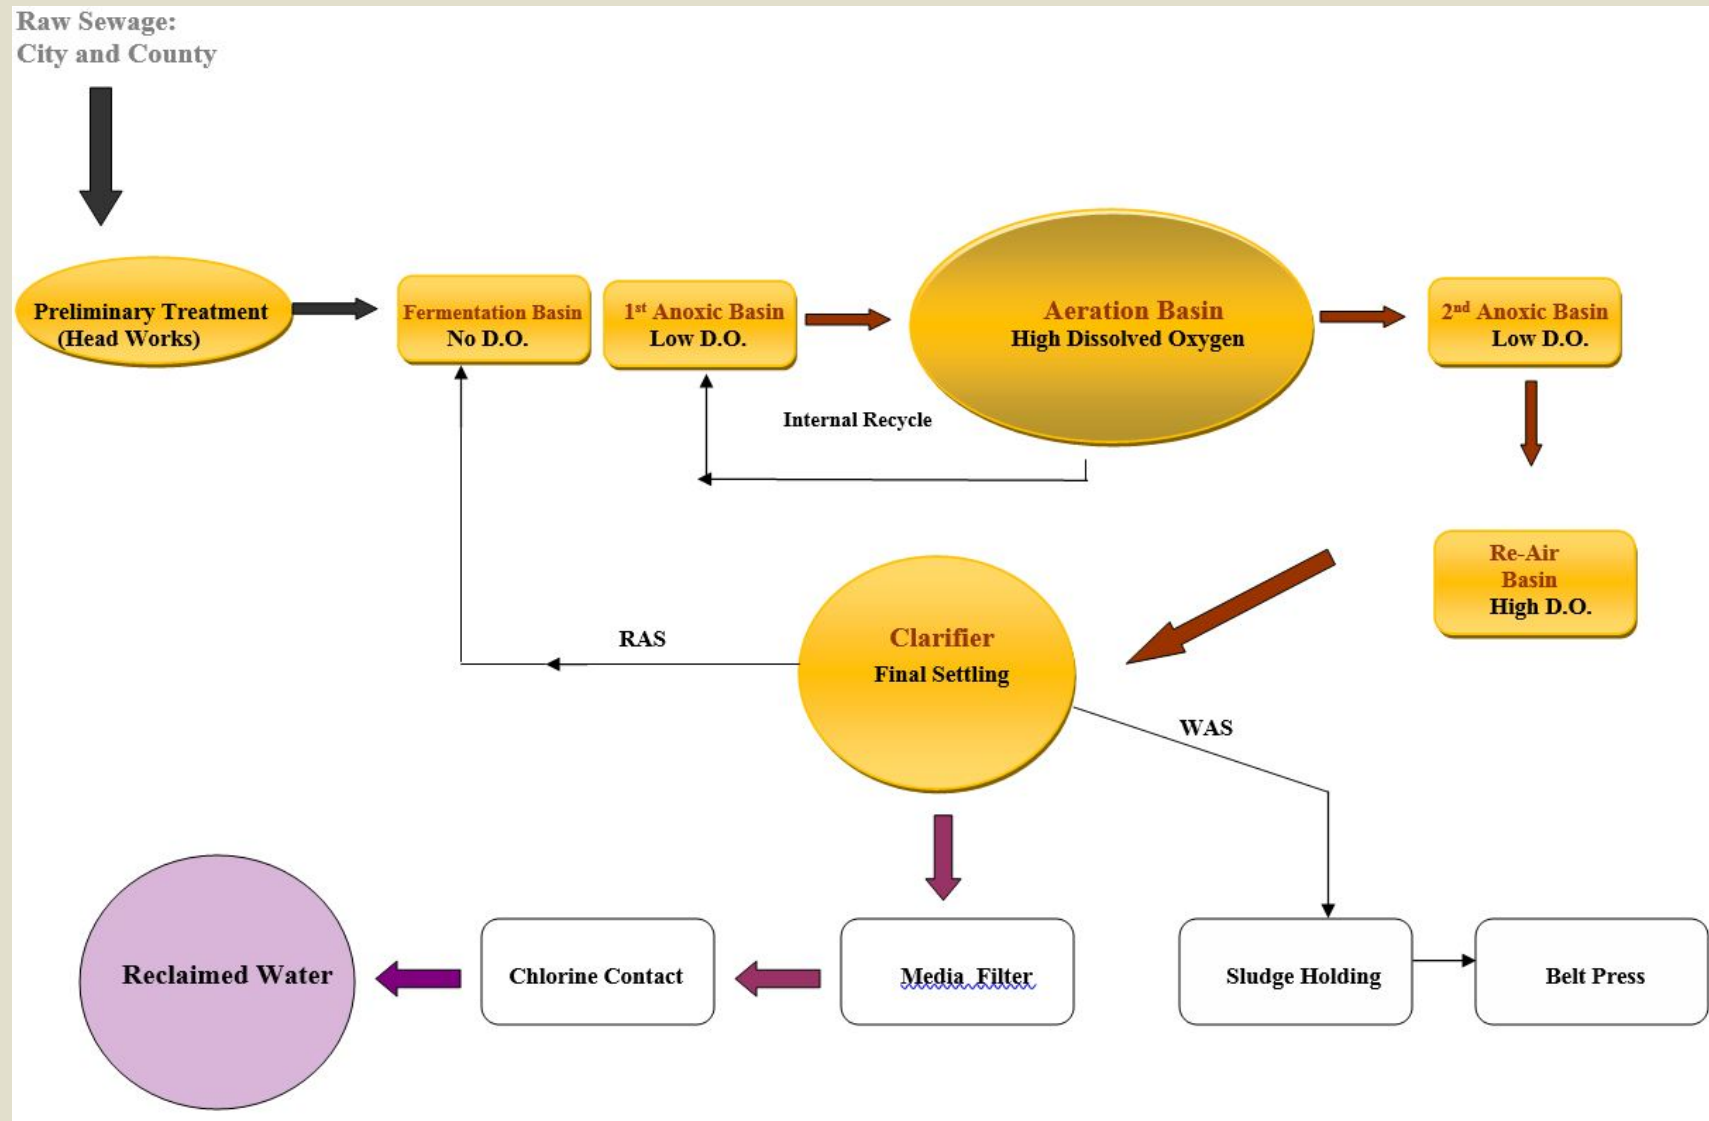 Raw Sewage:
City and County
Preliminary Treatment
(Head Works)
Fermentation Basin
No D.O.
1st Anoxic Basin
Low D.O.
Aeration Basin
High Dissolved Oxygen
2nd Anoxic Basin
Low D.O.
Internal Recycle
Re-Air
Basin
High D.O.
Clarifier
Final Settling
RAS
WAS
Reclaimed Water
Chlorine Contact
Media Filter
Sludge Holding
Belt Press